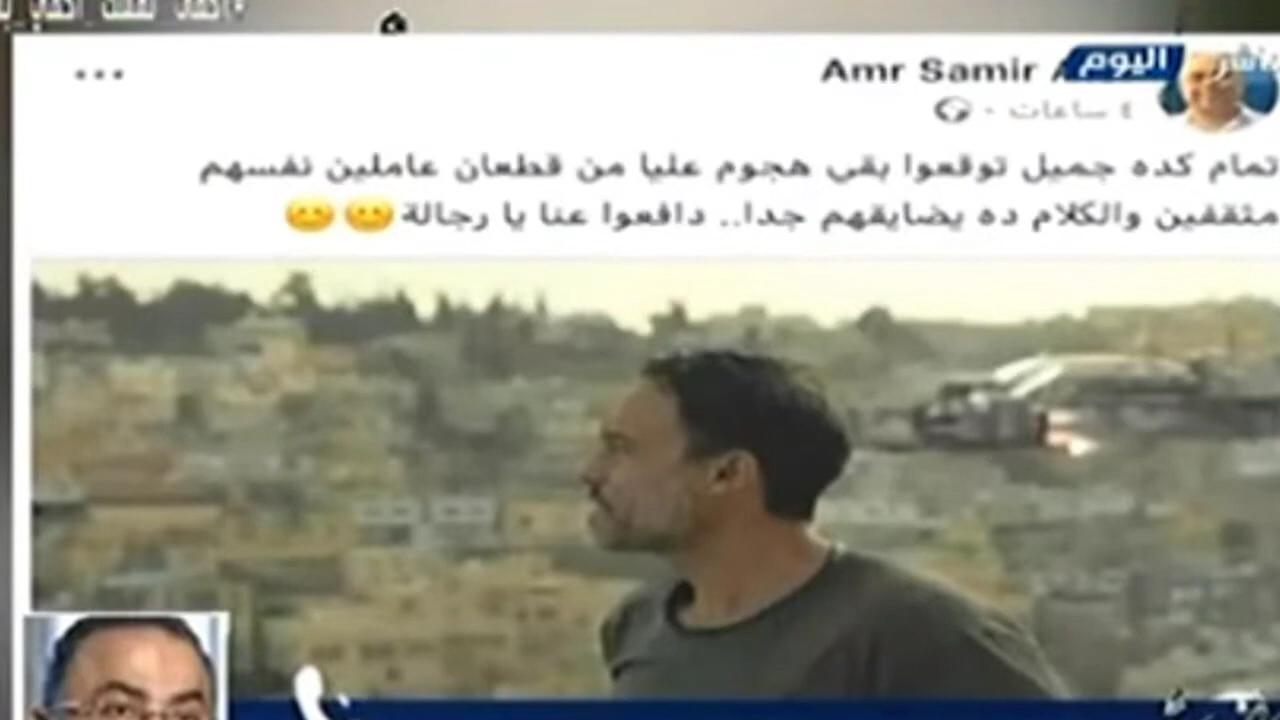 Amr Samir
اليوم
٤ ساعات
تمام كده جميل توقعوا بقى هجوم عليا من قطعان عاملين نفسهم
مثقفين والكلام ده يضايقهم جدا.. دافعوا عنا يا رجالة